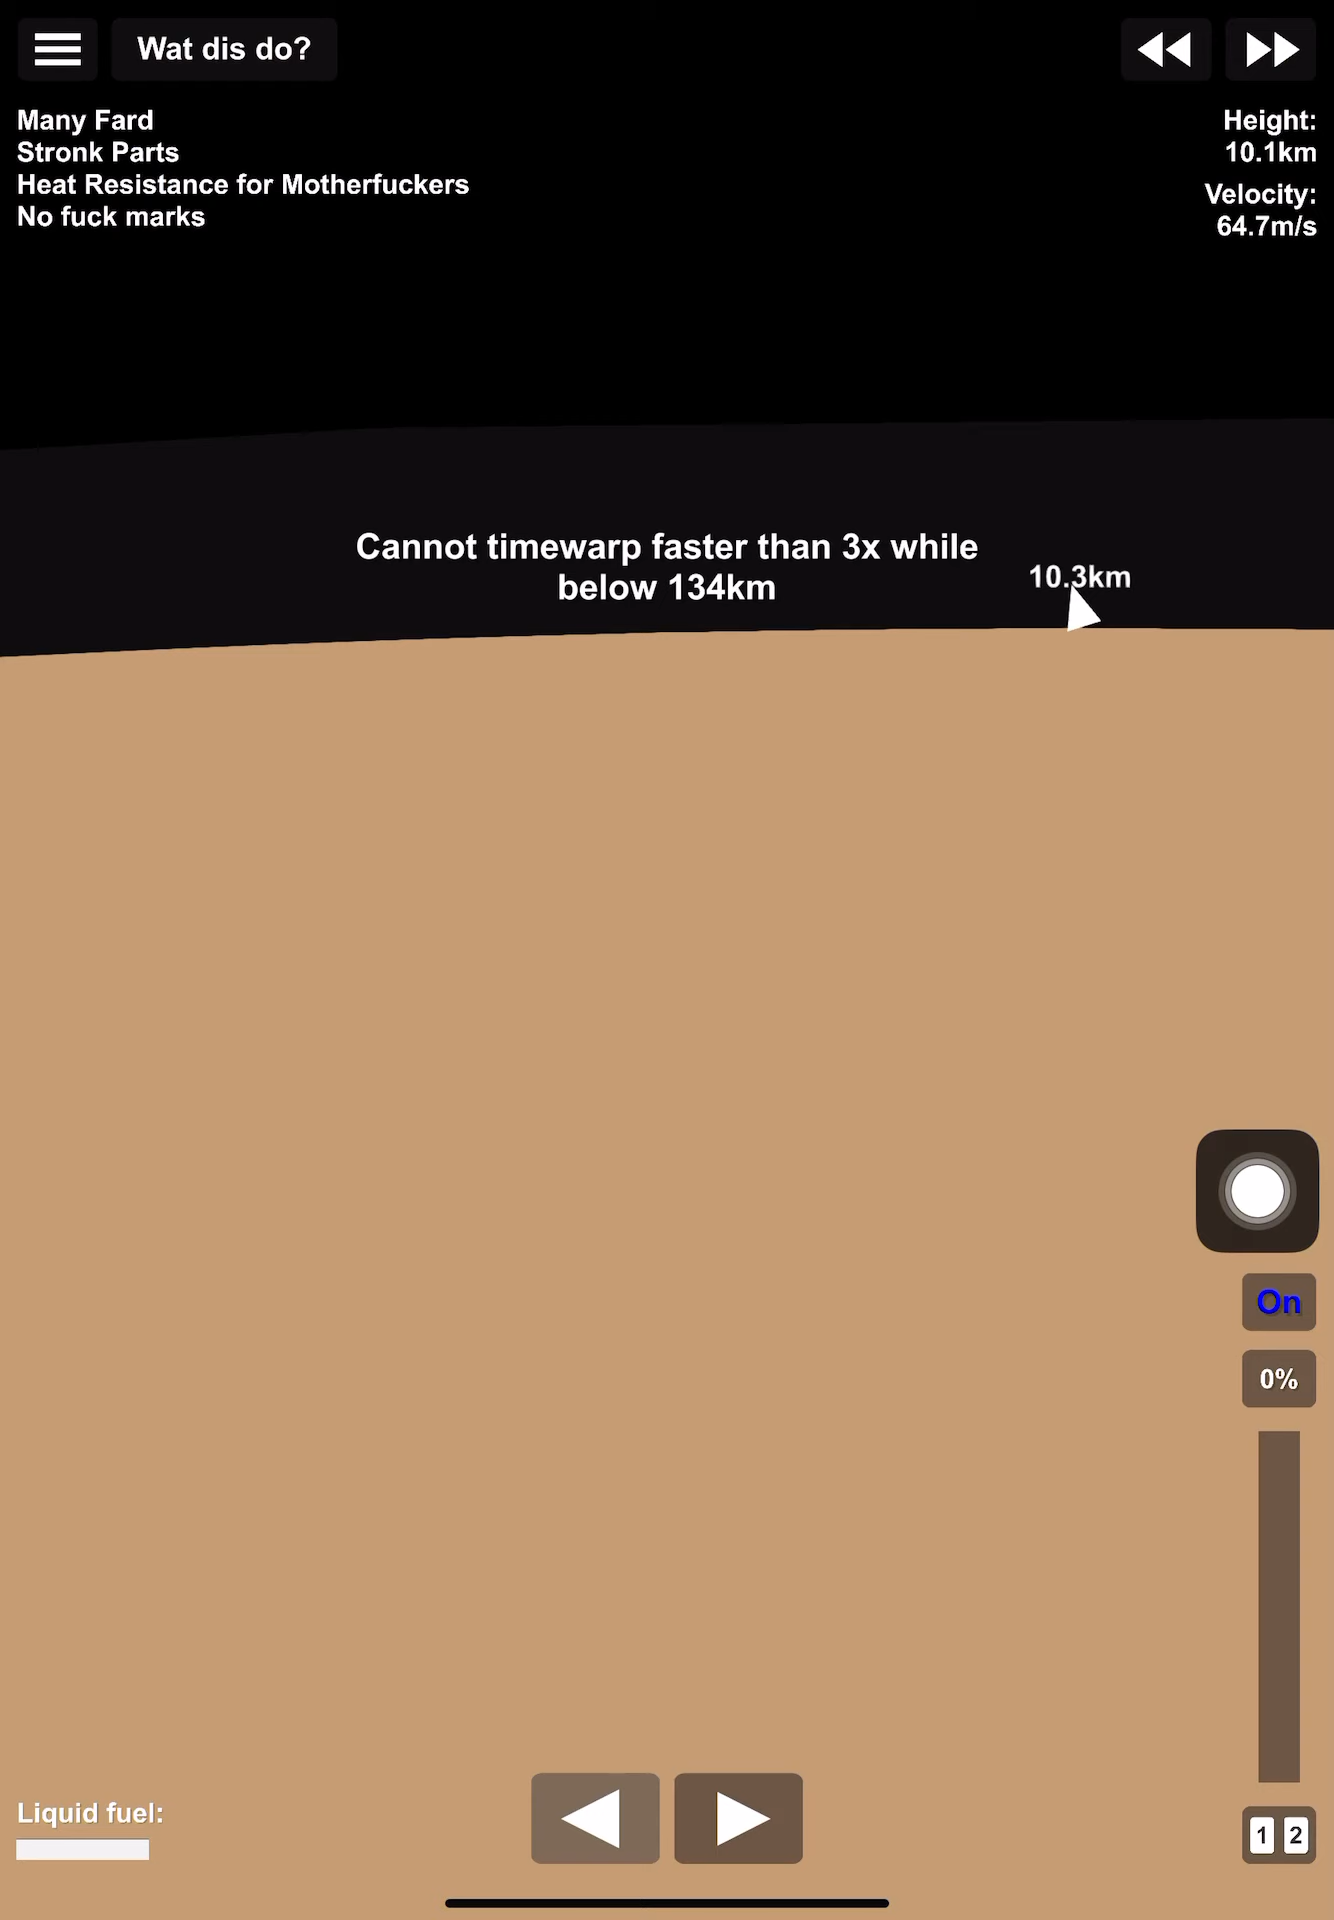 Wat dis do?
Many Fard
Stronk Parts
Heat Resistance for Motherfuckers
No fuck marks
Height:
10.1km
Velocity:
64.7m/s
Cannot timewarp faster than 3x while
below 134km
10.3km
On
0%
Liquid fuel:
1 2